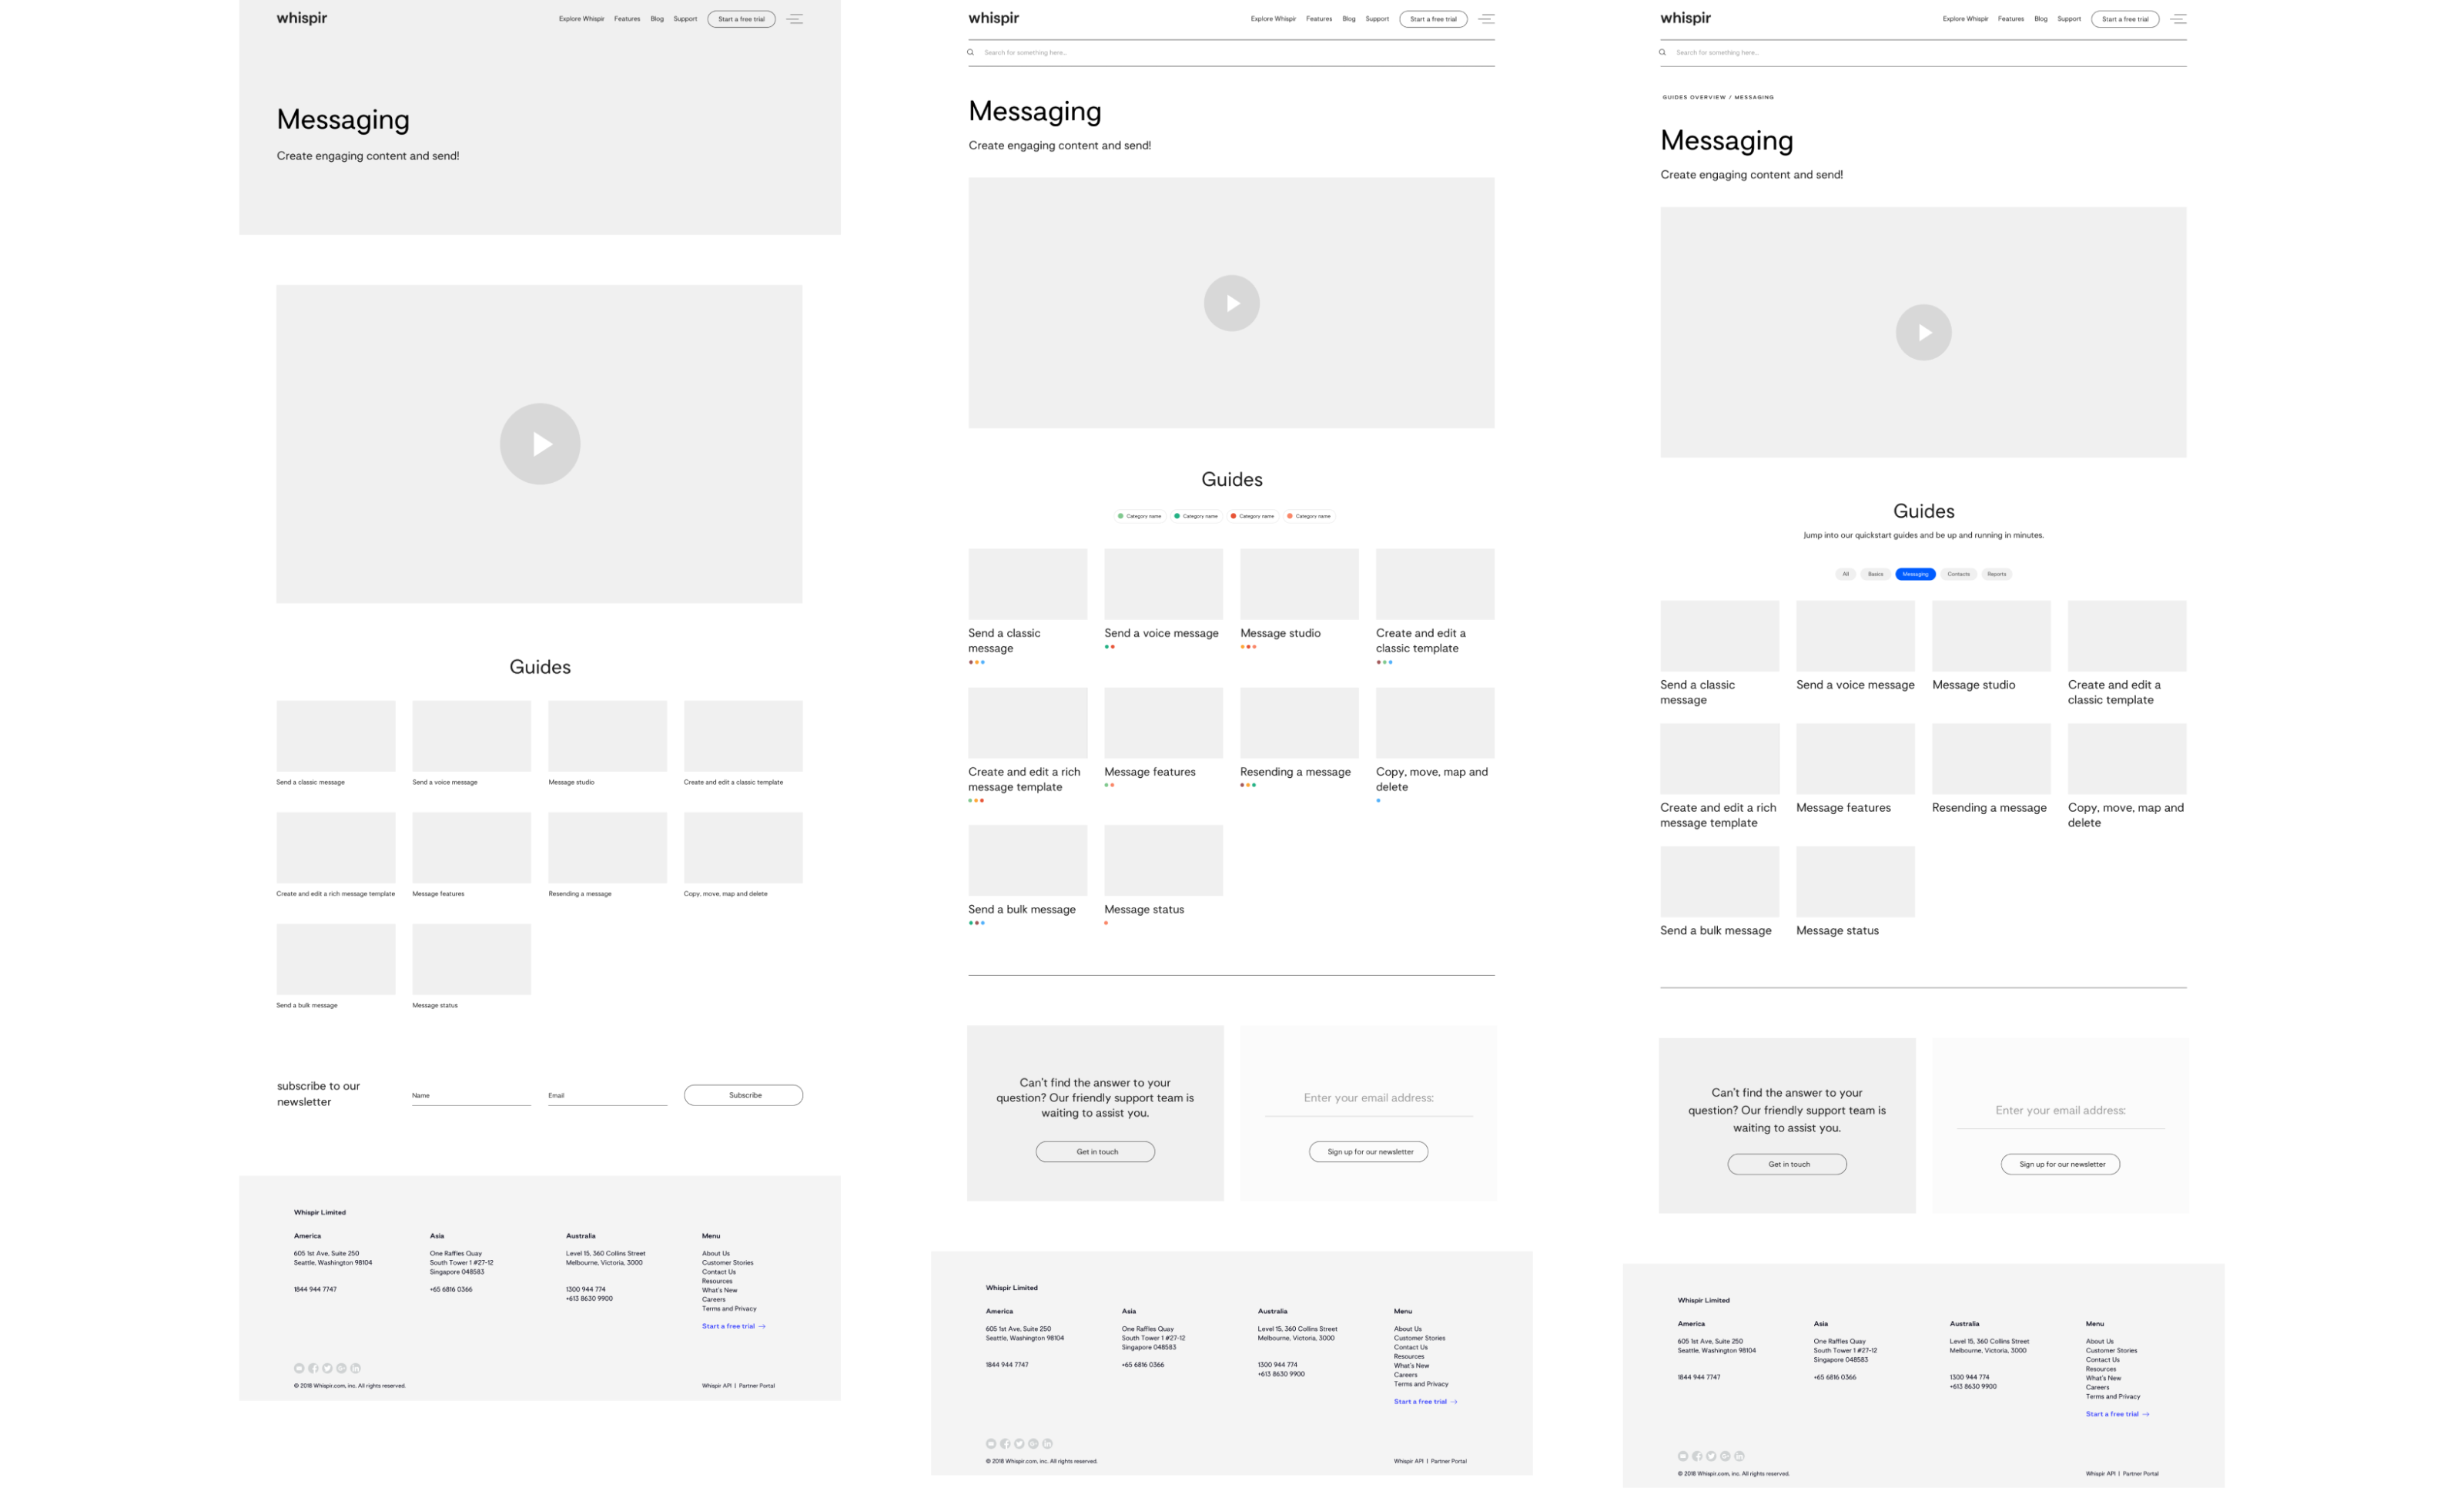 whispir
Explore Whispir Features Blog Support Start a free trial
Messaging
Create engaging content and send!
Guides
Send a classic message
Send a voice message
Message studio
Create and edit a classic template
Create and edit a rich message template
Message features
Resending a message
Copy, move, map and delete
Send a bulk message
Message status
subscribe to our
newsletter
Name
Email
Subscribe
Whispir Limited
America
605 1st Ave, Suite 250
Seattle, Washington 98104
1844 944 7747
Asia
One Raffles Quay
South Tower 1 #27-12
Singapore 048583
+65 6816 0366
Australia
Level 15, 360 Collins Street
Melbourne, Victoria, 3000
1300 944 774
+613 8630 9900
Menu
About Us
Customer Stories
Contact Us
Resources
What's New
Careers
Terms and Privacy
Start a free trial →
© 2018 Whispir.com, inc. All rights reserved.
Whispir API | Partner Portal
whispir
Explore Whispir Features Blog Support Start a free trial
Search for something here...
Messaging
Create engaging content and send!
Guides
Category name Category name Category name Category name
Send a classic
message
Send a voice message
Message studio
Create and edit a
classic template
Create and edit a rich
message template
Message features
Resending a message
Copy, move, map and
delete
Send a bulk message
Message status
Can't find the answer to your
question? Our friendly support team is
waiting to assist you.
Get in touch
Enter your email address:
Sign up for our newsletter
Whispir Limited
America
605 1st Ave, Suite 250
Seattle, Washington 98104
1844 944 7747
Asia
One Raffles Quay
South Tower 1 #27-12
Singapore 048583
+65 6816 0366
Australia
Level 15, 360 Collins Street
Melbourne, Victoria, 3000
1300 944 774
+613 8630 9900
Menu
About Us
Customer Stories
Contact Us
Resources
What's New
Careers
Terms and Privacy
Start a free trial →
© 2018 Whispir.com, inc. All rights reserved.
Whispir API | Partner Portal
whispir
Explore Whispir Features Blog Support Start a free trial
Search for something here...
GUIDES OVERVIEW / MESSAGING
Messaging
Create engaging content and send!
Guides
Jump into our quickstart guides and be up and running in minutes.
All Basics Messaging Contacts Reports
Send a classic
message
Send a voice message
Message studio
Create and edit a
classic template
Create and edit a rich
message template
Message features
Resending a message
Copy, move, map and
delete
Send a bulk message
Message status
Can't find the answer to your
question? Our friendly support team is
waiting to assist you.
Get in touch
Enter your email address:
Sign up for our newsletter
Whispir Limited
America
605 1st Ave, Suite 250
Seattle, Washington 98104
1844 944 7747
Asia
One Raffles Quay
South Tower 1 #27-12
Singapore 048583
+65 6816 0366
Australia
Level 15, 360 Collins Street
Melbourne, Victoria, 3000
1300 944 774
+613 8630 9900
Menu
About Us
Customer Stories
Contact Us
Resources
What's New
Careers
Terms and Privacy
Start a free trial →
© 2018 Whispir.com, inc. All rights reserved.
Whispir API | Partner Portal